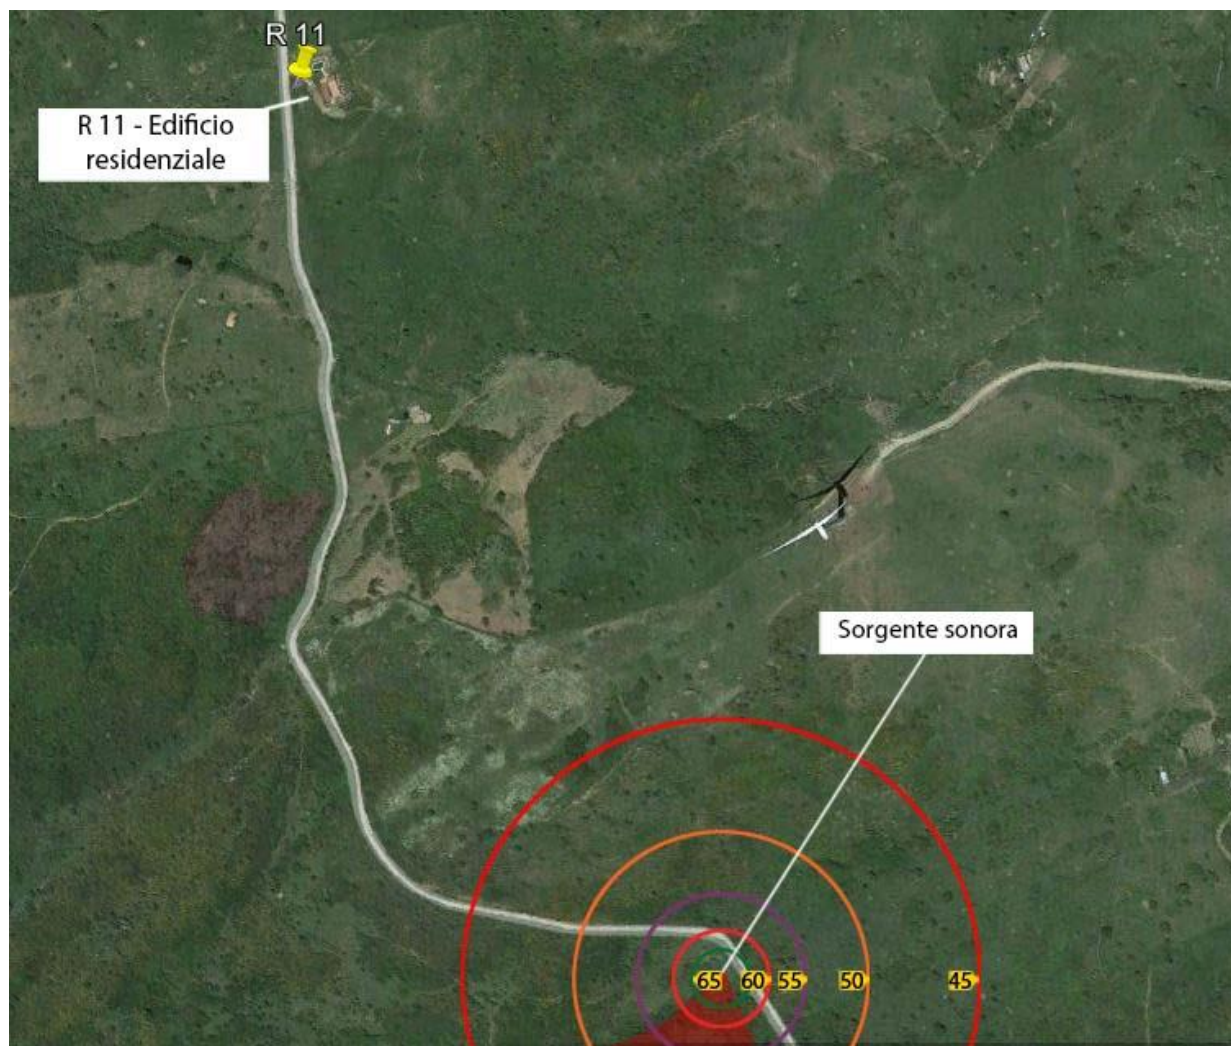 R 11
R 11 - Edificio
residenziale
Sorgente sonora
65 60 55 50 45